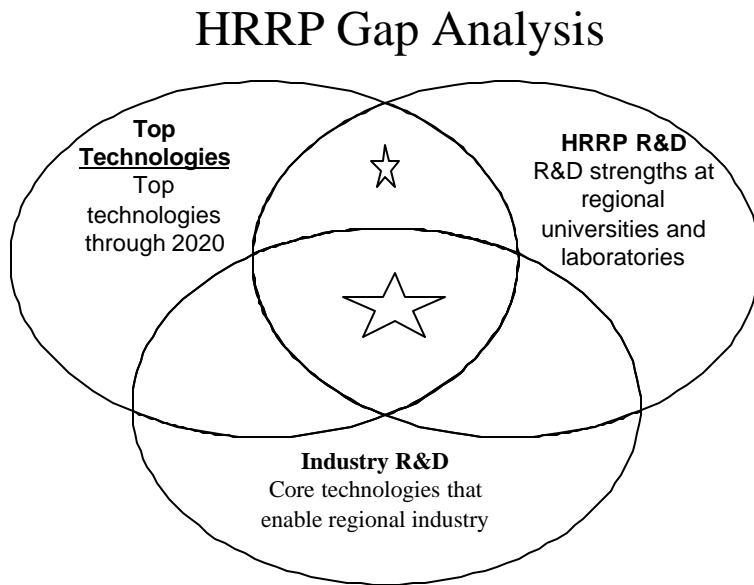 HRRP Gap Analysis
Top
Technologies
Top
technologies
through 2020
HRRP R&D
R&D strengths at
regional
universities and
laboratories
Industry R&D
Core technologies that
enable regional industry